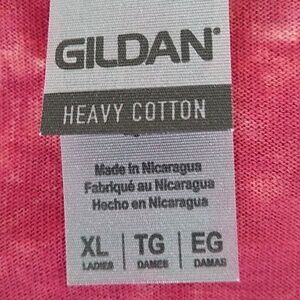 GILDAN®
HEAVY COTTON
Made in Nicaragua
Fabriqué au Nicaragua
Hecho en Nicaragua
XL | TG | EG
LADIES DAMES DAMAS